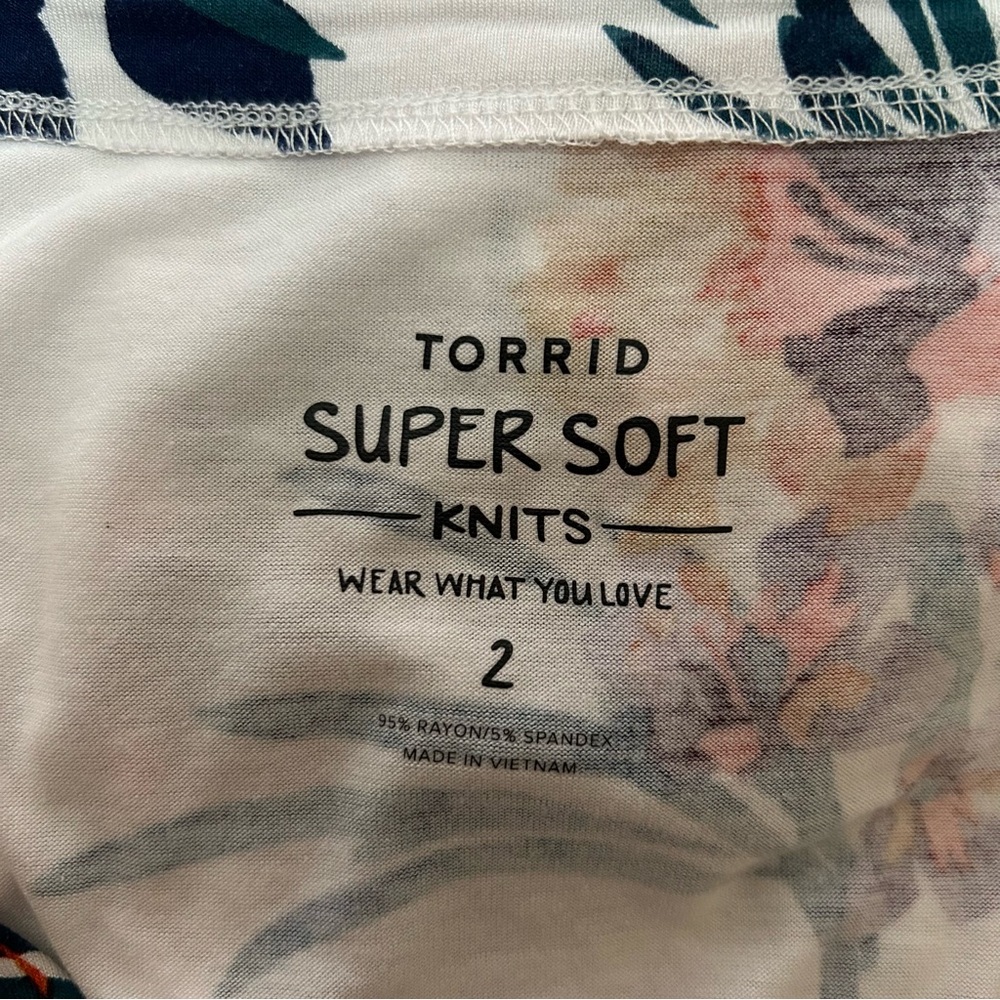 TORRID
SUPER SOFT
KNITS
WEAR WHAT YOU LOVE
2
95% RAYON/5% SPANDEX
MADE IN VIETNAM